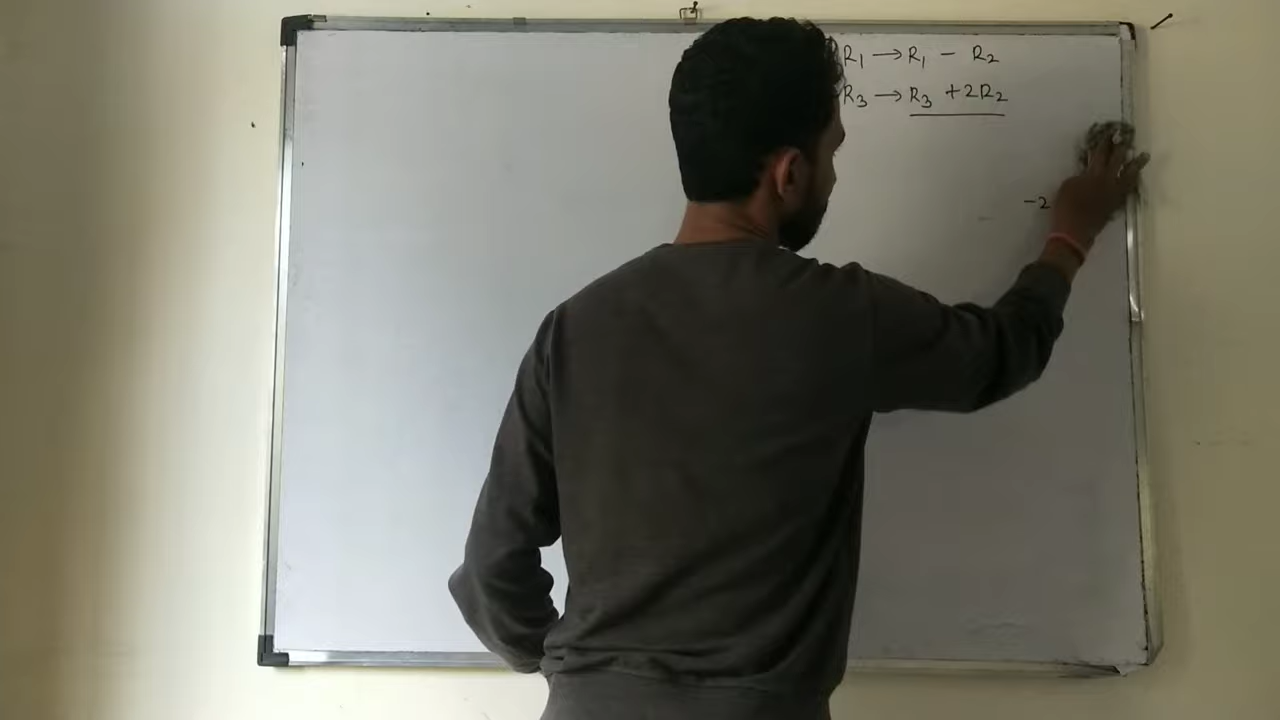 R₁ → R₁ − R₂
R₃ → R₃ + 2R₂
−2